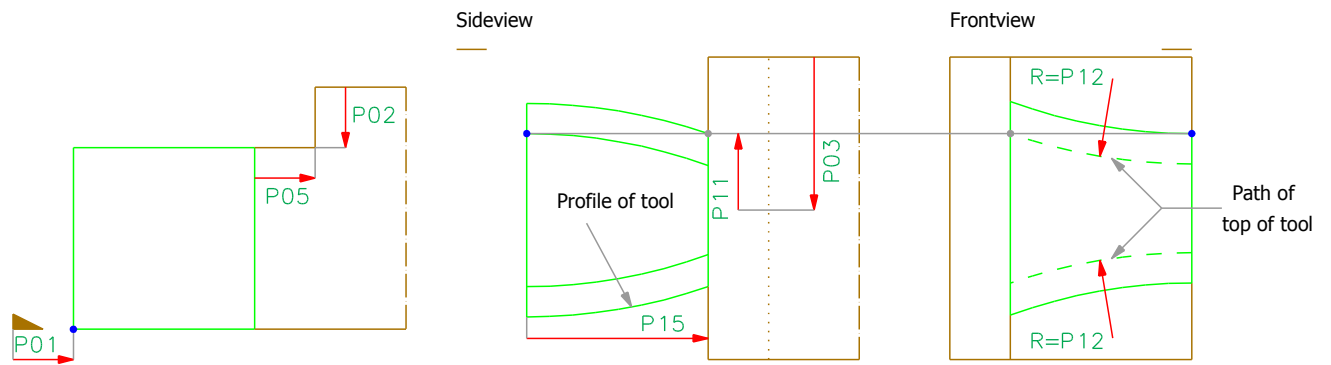 Sideview
Frontview
R=P12
P02
P03
P11
P05
Profile of tool
Path of
top of tool
P15
P01
R=P12